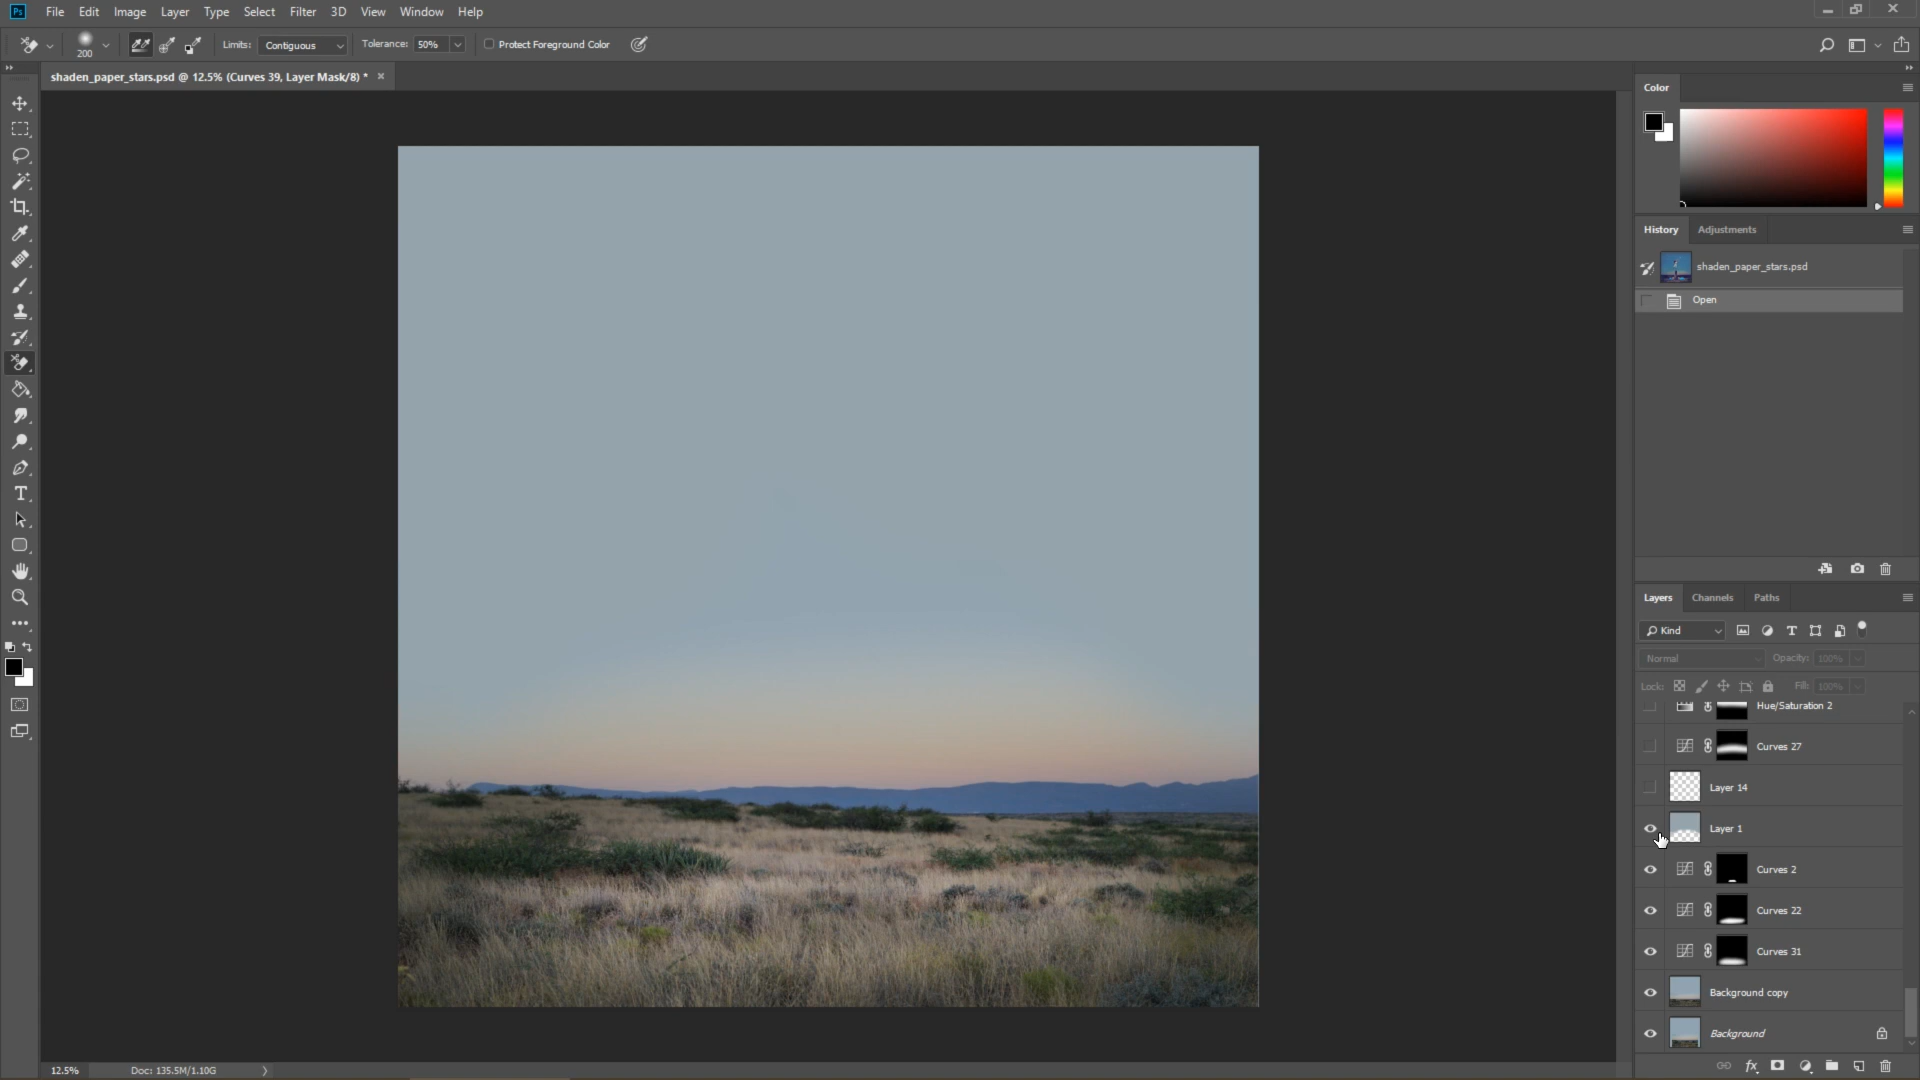 Ps File Edit Image Layer Type Select Filter 3D View Window Help
200 Limits: Contiguous Tolerance: 50% Protect Foreground Color
shaden_paper_stars.psd @ 12.5% (Curves 39, Layer Mask/8) *
Color
History Adjustments
shaden_paper_stars.psd
Open
Layers Channels Paths
Kind
Normal Opacity: 100%
Lock: Fill: 100%
Hue/Saturation 2
Curves 27
Layer 14
Layer 1
Curves 2
Curves 22
Curves 31
Background copy
Background
fx
12.5% Doc: 135.5M/1.10G